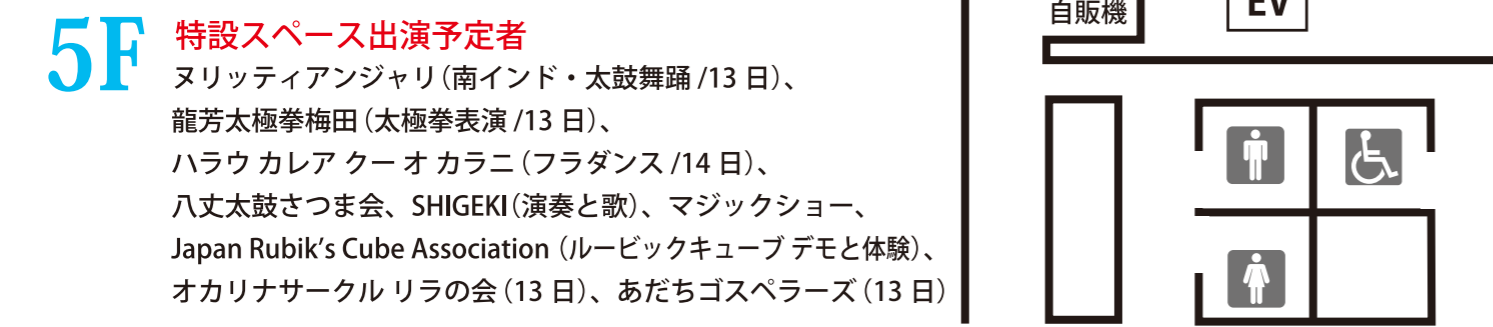 5F 特設スペース出演予定者
ヌリッティアンジャリ(南インド・太鼓舞踊 /13 日)、
龍芳太極拳梅田(太極拳表演 /13 日)、
ハラウ カレア クー オ カラニ(フラダンス /14 日)、
八丈太鼓さつま会、SHIGEKI(演奏と歌)、マジックショー、
Japan Rubik's Cube Association(ルービックキューブ デモと体験)、
オカリナサークル リラの会(13 日)、あだちゴスペラーズ(13 日)
自販機
EV